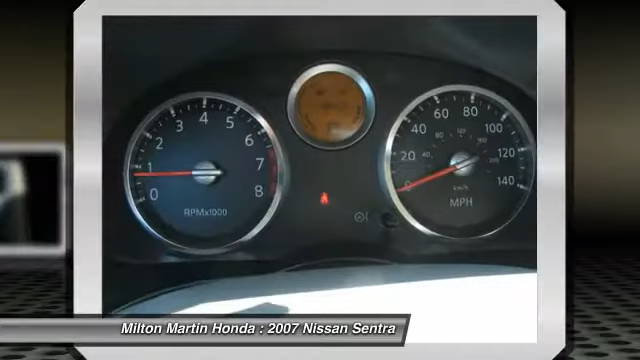 0 1 2 3 4 5 6 7 8
RPMx1000
0 20 40 60 80 100 120 140
km/h
MPH
Milton Martin Honda : 2007 Nissan Sentra